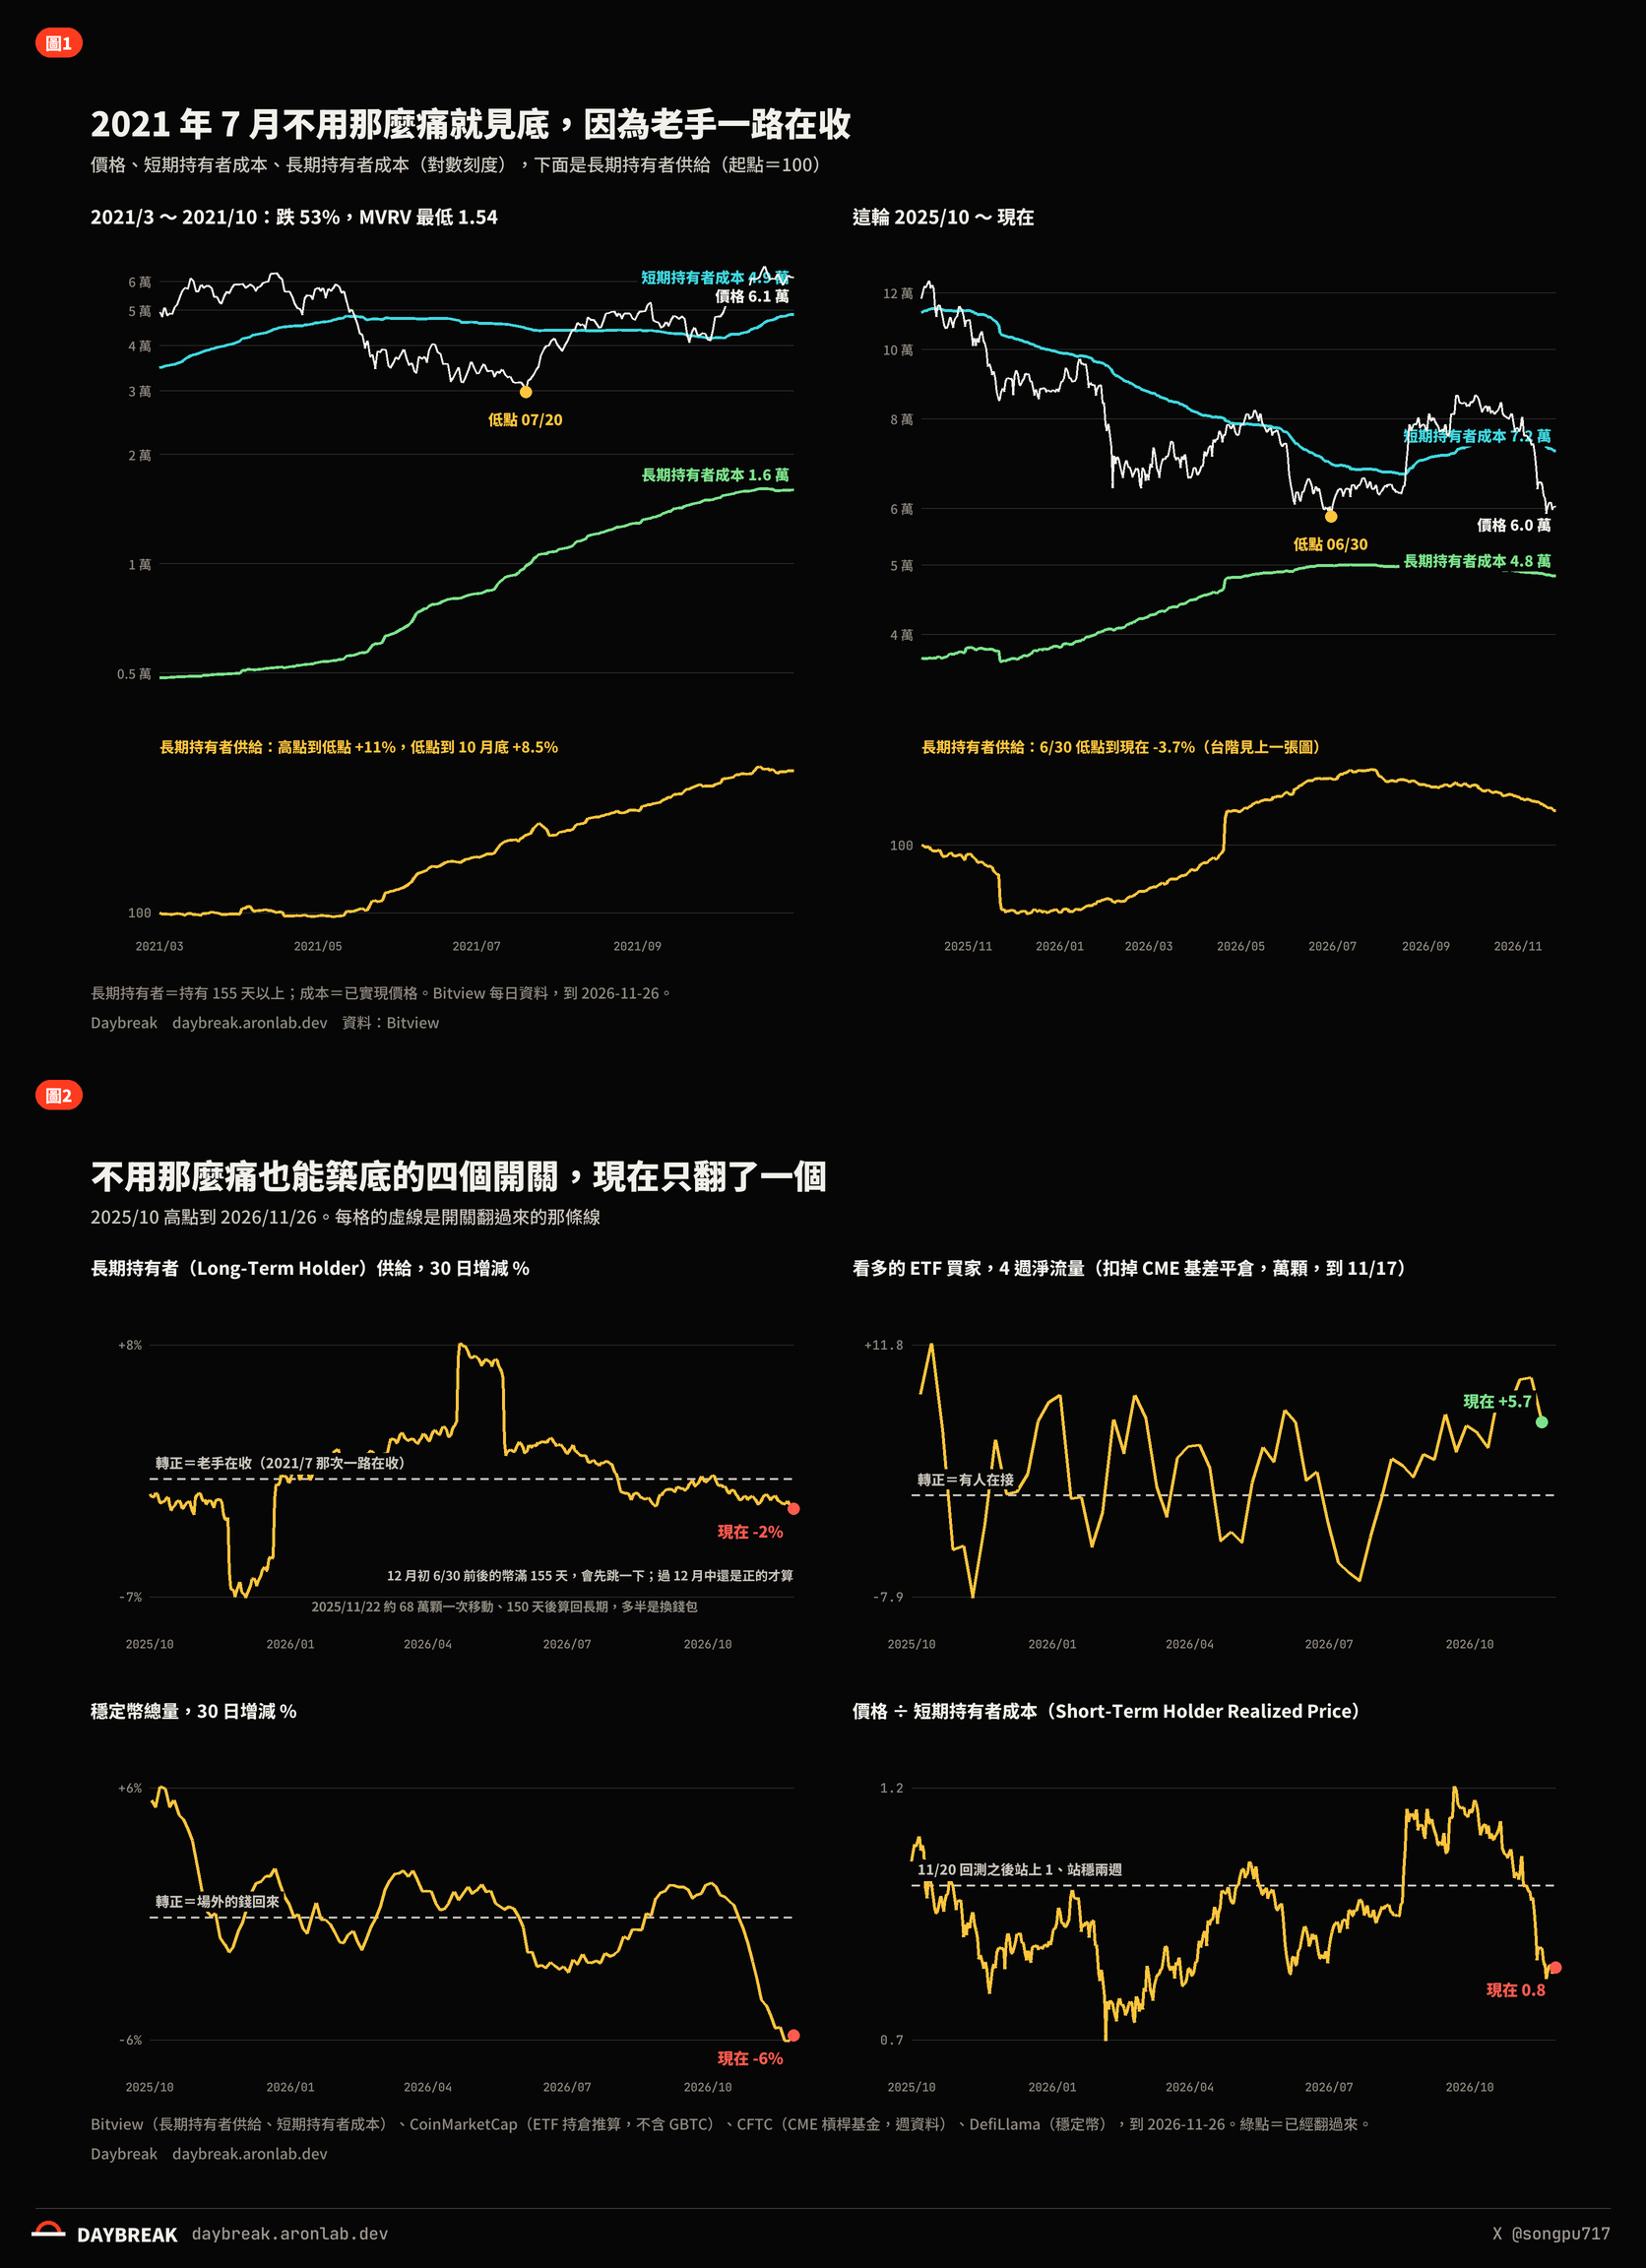 圖1
2021 年 7 月不用那麼痛就見底，因為老手一路在收
價格、短期持有者成本、長期持有者成本（對數刻度），下面是長期持有者供給（起點＝100）
2021/3 ～ 2021/10：跌 53%，MVRV 最低 1.54
6 萬
5 萬
4 萬
3 萬
2 萬
1 萬
0.5 萬
短期持有者成本 4.9 萬
價格 6.1 萬
低點 07/20
長期持有者成本 1.6 萬
長期持有者供給：高點到低點 +11%，低點到 10 月底 +8.5%
100
2021/03 2021/05 2021/07 2021/09
這輪 2025/10 ～ 現在
12 萬
10 萬
8 萬
6 萬
5 萬
4 萬
短期持有者成本 7.2 萬
價格 6.0 萬
低點 06/30
長期持有者成本 4.8 萬
長期持有者供給：6/30 低點到現在 -3.7%（台階見上一張圖）
100
2025/11 2026/01 2026/03 2026/05 2026/07 2026/09 2026/11
長期持有者＝持有 155 天以上；成本＝已實現價格。Bitview 每日資料，到 2026-11-26。
Daybreak daybreak.aronlab.dev 資料：Bitview
圖2
不用那麼痛也能築底的四個開關，現在只翻了一個
2025/10 高點到 2026/11/26。每格的虛線是開關翻過來的那條線
長期持有者（Long-Term Holder）供給，30 日增減 %
+8%
轉正＝老手在收（2021/7 那次一路在收）
現在 -2%
12 月初 6/30 前後的幣滿 155 天，會先跳一下；過 12 月中還是正的才算
-7%
2025/11/22 約 68 萬顆一次移動、150 天後算回長期，多半是換錢包
2025/10 2026/01 2026/04 2026/07 2026/10
看多的 ETF 買家，4 週淨流量（扣掉 CME 基差平倉，萬顆，到 11/17）
+11.8
現在 +5.7
轉正＝有人在接
-7.9
2025/10 2026/01 2026/04 2026/07 2026/10
穩定幣總量，30 日增減 %
+6%
轉正＝場外的錢回來
-6%
現在 -6%
2025/10 2026/01 2026/04 2026/07 2026/10
價格 ÷ 短期持有者成本（Short-Term Holder Realized Price）
1.2
11/20 回測之後站上 1、站穩兩週
現在 0.8
0.7
2025/10 2026/01 2026/04 2026/07 2026/10
Bitview（長期持有者供給、短期持有者成本）、CoinMarketCap（ETF 持倉推算，不含 GBTC）、CFTC（CME 槓桿基金，週資料）、DefiLlama（穩定幣），到 2026-11-26。綠點＝已經翻過來。
Daybreak daybreak.aronlab.dev
DAYBREAK daybreak.aronlab.dev
X @songpu717